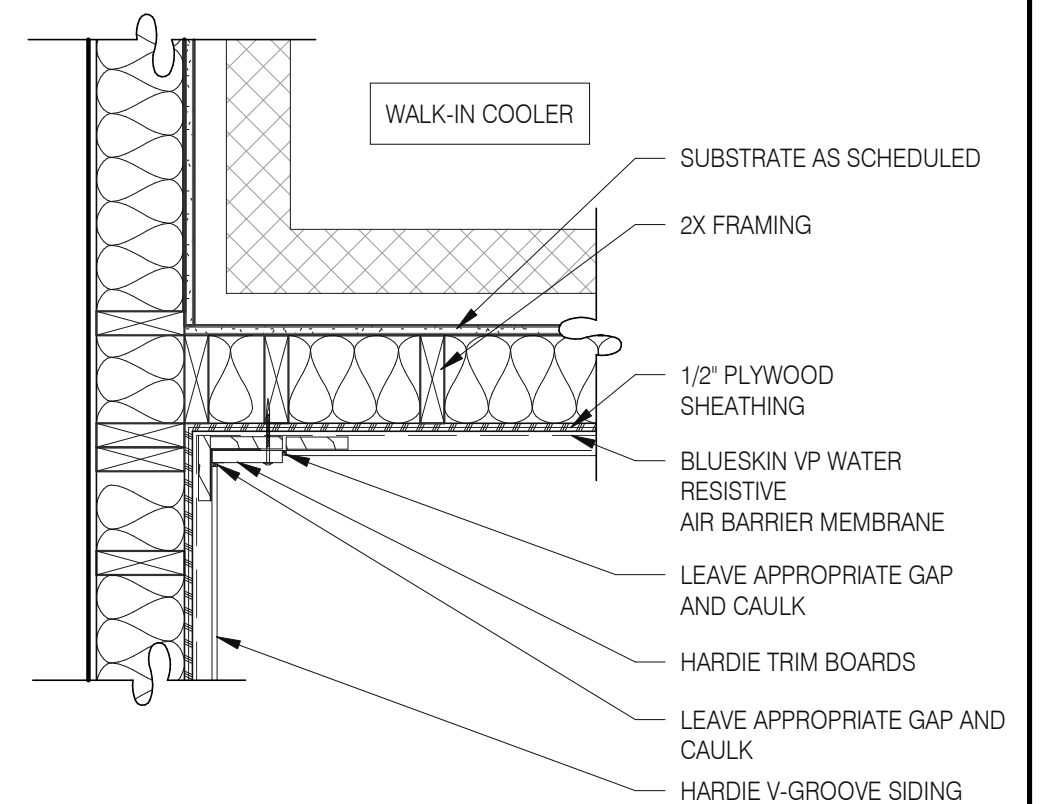 WALK-IN COOLER
SUBSTRATE AS SCHEDULED
2X FRAMING
1/2" PLYWOOD
SHEATHING
BLUESKIN VP WATER
RESISTIVE
AIR BARRIER MEMBRANE
LEAVE APPROPRIATE GAP
AND CAULK
HARDIE TRIM BOARDS
LEAVE APPROPRIATE GAP AND
CAULK
HARDIE V-GROOVE SIDING